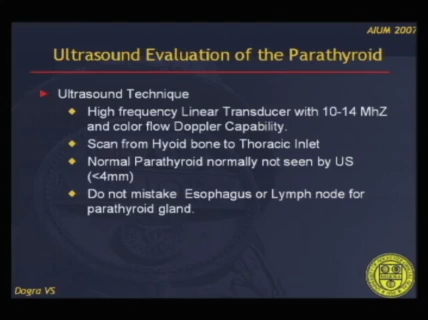 AIUM 2007
Ultrasound Evaluation of the Parathyroid
Ultrasound Technique
High frequency Linear Transducer with 10-14 MhZ
and color flow Doppler Capability.
Scan from Hyoid bone to Thoracic Inlet
Normal Parathyroid normally not seen by US
(<4mm)
Do not mistake Esophagus or Lymph node for
parathyroid gland.
Dogra VS